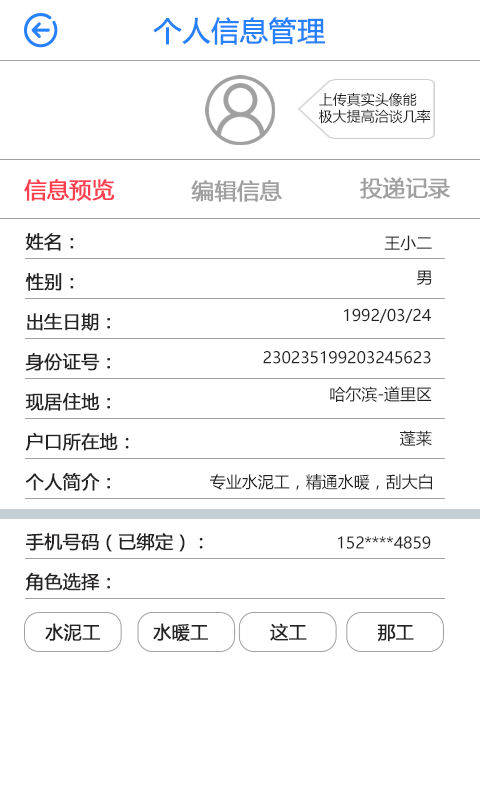 个人信息管理
上传真实头像能
极大提高洽谈几率
信息预览 编辑信息 投递记录
姓名： 王小二
性别： 男
出生日期： 1992/03/24
身份证号： 230235199203245623
现居住地： 哈尔滨-道里区
户口所在地： 蓬莱
个人简介： 专业水泥工，精通水暖，刮大白
手机号码（已绑定）： 152****4859
角色选择：
水泥工 水暖工 这工 那工